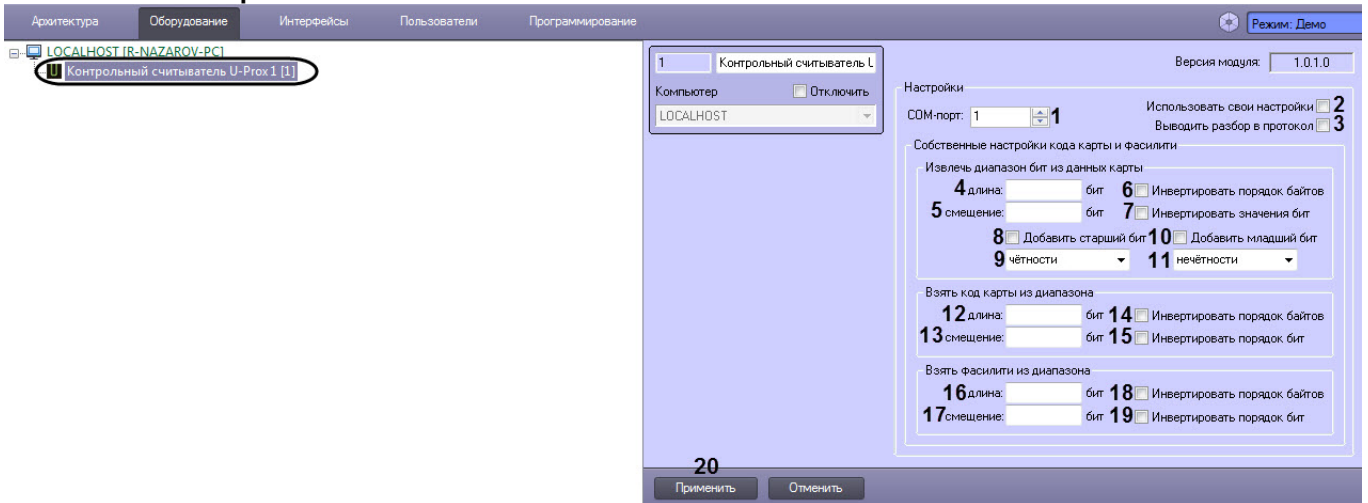 Архитектура Оборудование Интерфейсы Пользователи Программирование Режим: Демо
LOCALHOST [R-NAZAROV-PC]
Контрольный считыватель U-Prox 1 [1]
1 Контрольный считыватель U
Компьютер Отключить
LOCALHOST
Версия модуля: 1.0.1.0
Настройки
COM-порт: 1 1 Использовать свои настройки 2
Выводить разбор в протокол 3
Собственные настройки кода карты и фасилити
Извлечь диапазон бит из данных карты
4 длина: бит 6 Инвертировать порядок байтов
5 смещение: бит 7 Инвертировать значения бит
8 Добавить старший бит 10 Добавить младший бит
9 чётности 11 нечётности
Взять код карты из диапазона
12 длина: бит 14 Инвертировать порядок байтов
13 смещение: бит 15 Инвертировать порядок бит
Взять фасилити из диапазона
16 длина: бит 18 Инвертировать порядок байтов
17 смещение: бит 19 Инвертировать порядок бит
20
Применить Отменить